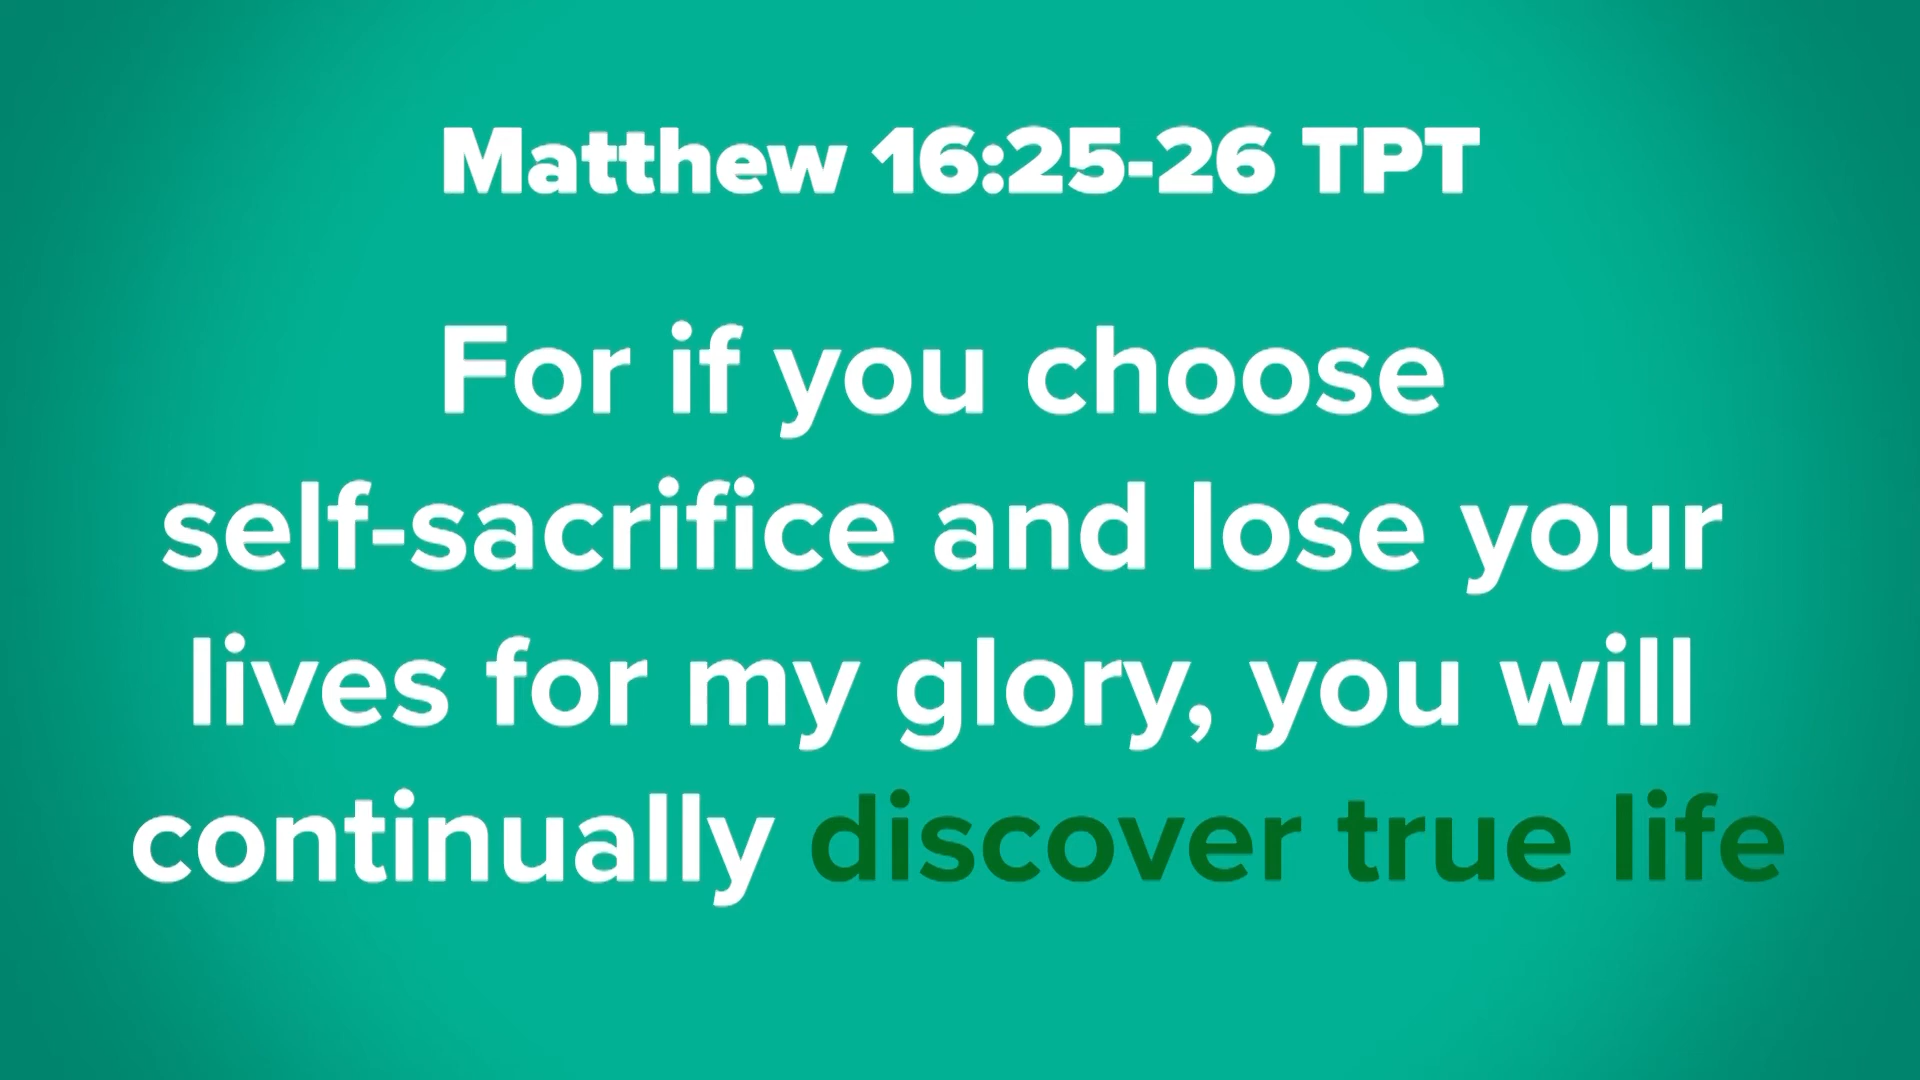 Matthew 16:25-26 TPT
For if you choose
self-sacrifice and lose your
lives for my glory, you will
continually discover true life